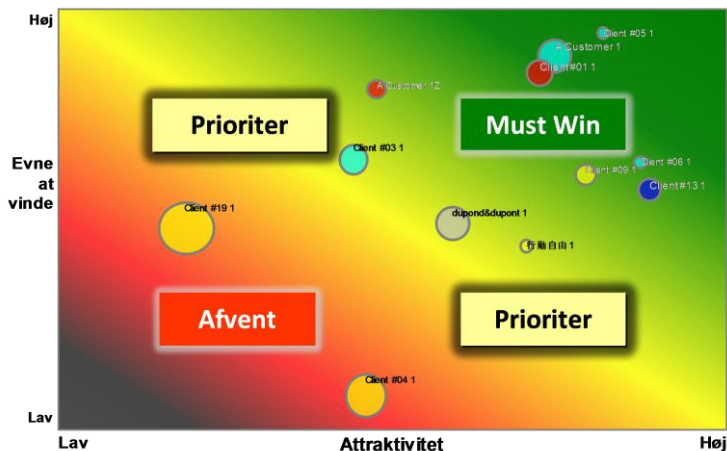 Høj
Client #05 1
A Customer 1
Client #01 1
A Customer 12
Prioriter
Must Win
Client #03 1
Evne
at
vinde
Client #06 1
Client #09 1
Client #13 1
Client #19 1
dupond&dupont 1
行動自由 1
Afvent
Prioriter
Client #04 1
Lav
Lav
Attraktivitet
Høj